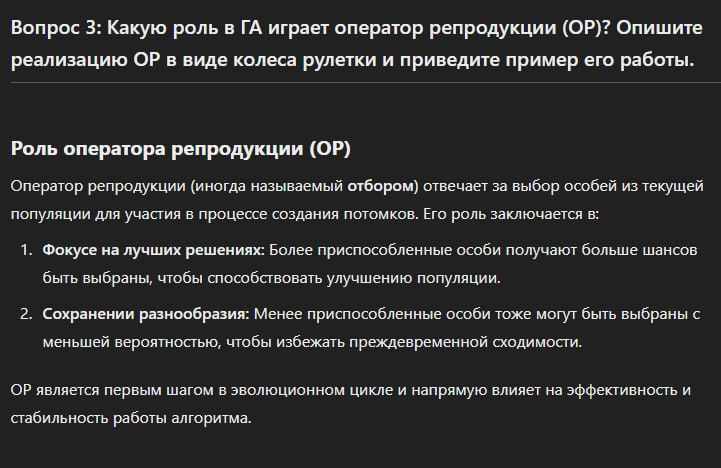 Вопрос 3: Какую роль в ГА играет оператор репродукции (ОР)? Опишите
реализацию ОР в виде колеса рулетки и приведите пример его работы.
Роль оператора репродукции (ОР)
Оператор репродукции (иногда называемый отбором) отвечает за выбор особей из текущей
популяции для участия в процессе создания потомков. Его роль заключается в:
1. Фокусе на лучших решениях: Более приспособленные особи получают больше шансов
быть выбраны, чтобы способствовать улучшению популяции.
2. Сохранении разнообразия: Менее приспособленные особи тоже могут быть выбраны с
меньшей вероятностью, чтобы избежать преждевременной сходимости.
ОР является первым шагом в эволюционном цикле и напрямую влияет на эффективность и
стабильность работы алгоритма.